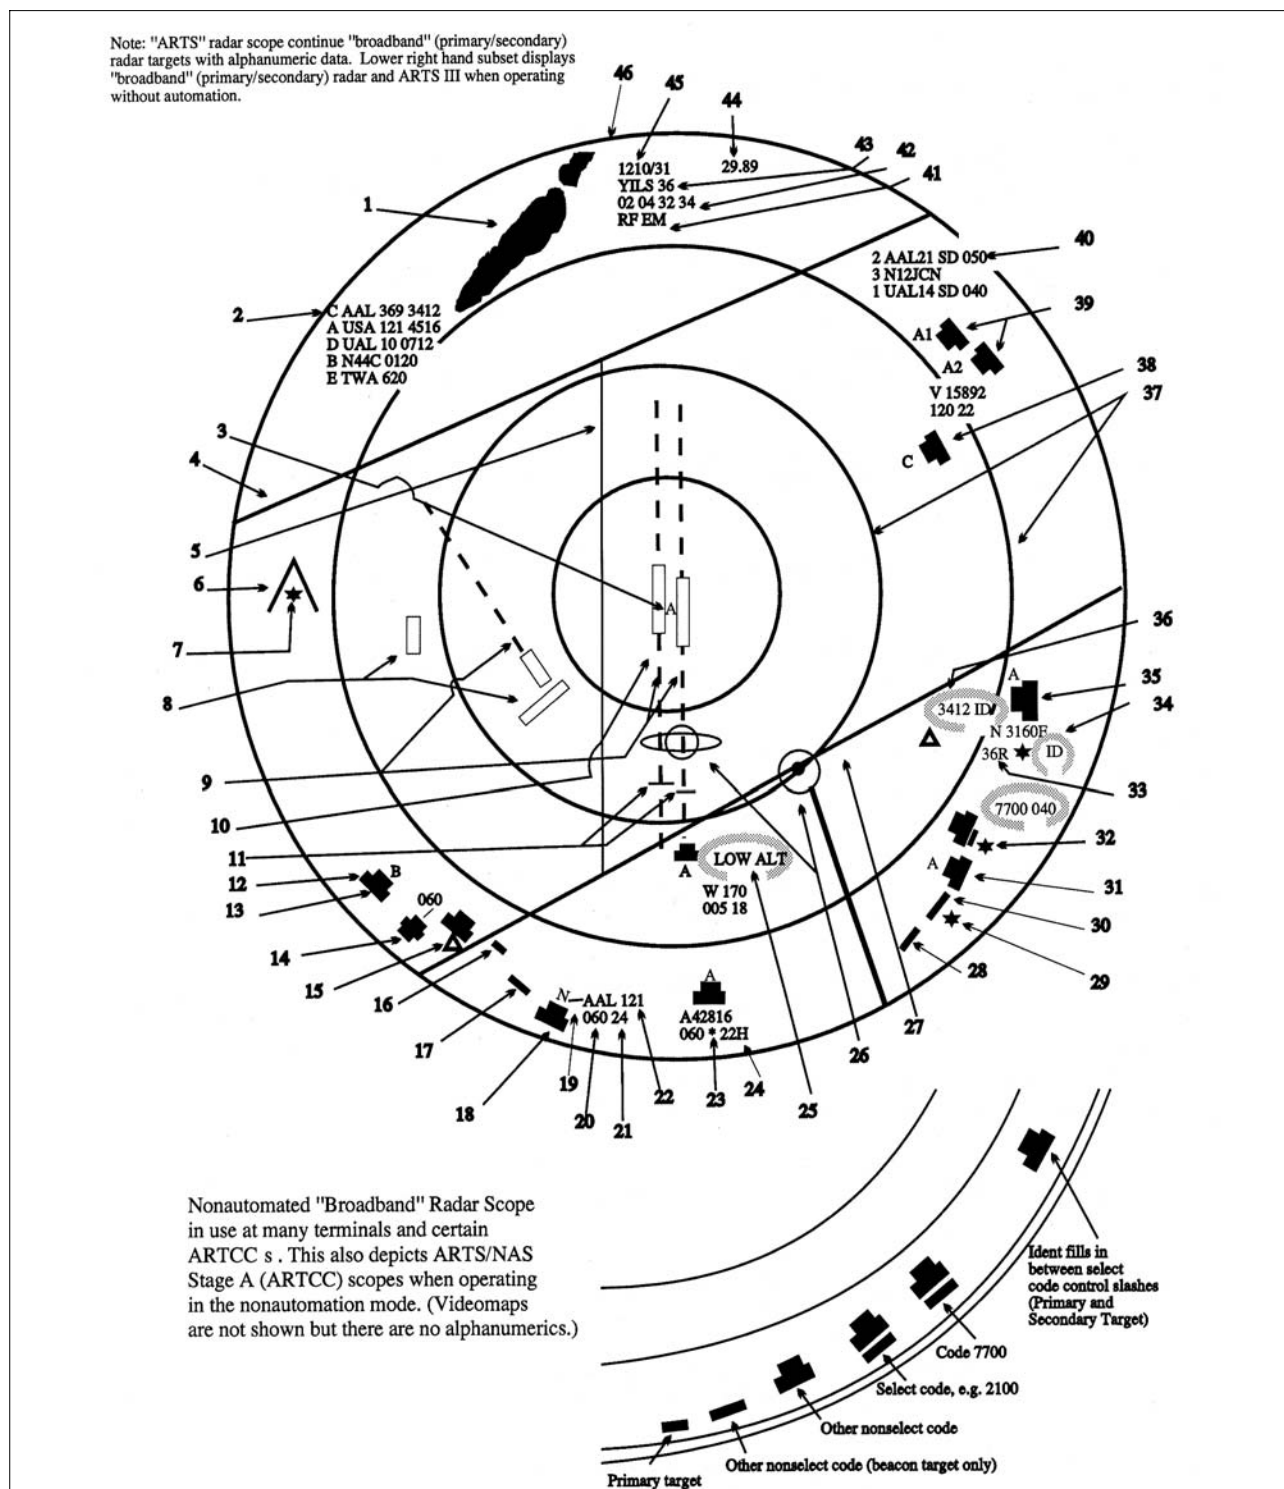 Note: "ARTS" radar scope continue "broadband" (primary/secondary)
radar targets with alphanumeric data. Lower right hand subset displays
"broadband" (primary/secondary) radar and ARTS III when operating
without automation.
46
45
44
43
42
41
1210/31
29.89
YILS 36
02 04 32 34
RF EM
1
40
2 AAL21 SD 050
3 N12JCN
1 UAL14 SD 040
2
C AAL 369 3412
A USA 121 4516
D UAL 10 0712
B N44C 0120
E TWA 620
39
A1
A2
38
V 15892
120 22
37
3
4
C
5
6
A
7
36
8
A
35
3412 ID
34
N 3160F
36R
ID
9
33
7700 040
10
32
11
LOW ALT
12
B
A
A
31
13
W 170
005 18
060
30
14
29
15
28
16
A
27
N
AAL 121
060 24
A42816
060 * 22H
26
17
25
24
23
22
21
20
19
18
Nonautomated "Broadband" Radar Scope
in use at many terminals and certain
ARTCC s . This also depicts ARTS/NAS
Stage A (ARTCC) scopes when operating
in the nonautomation mode. (Videomaps
are not shown but there are no alphanumerics.)
Ident fills in
between select
code control slashes
(Primary and
Secondary Target)
Code 7700
Select code, e.g. 2100
Other nonselect code
Other nonselect code (beacon target only)
Primary target